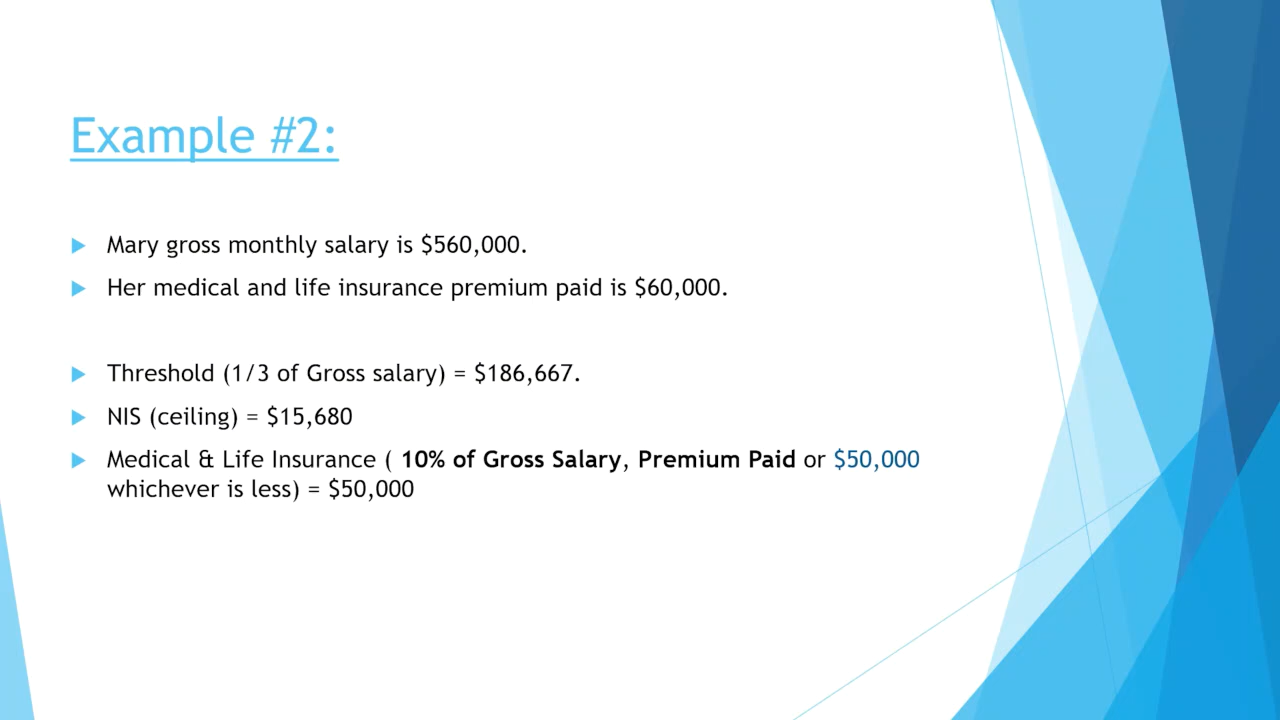 Example #2:
Mary gross monthly salary is $560,000.
Her medical and life insurance premium paid is $60,000.
Threshold (1/3 of Gross salary) = $186,667.
NIS (ceiling) = $15,680
Medical & Life Insurance ( 10% of Gross Salary, Premium Paid or $50,000
whichever is less) = $50,000